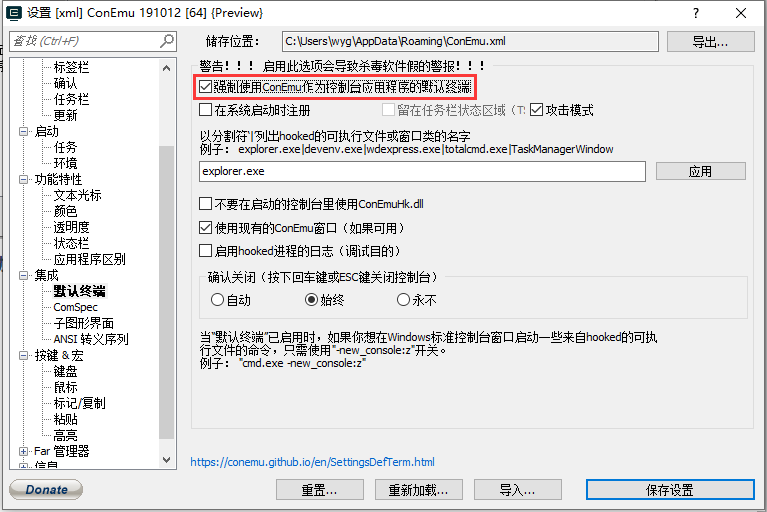 设置 [xml] ConEmu 191012 [64] {Preview}
查找 (Ctrl+F)
储存位置：
C:\Users\wyg\AppData\Roaming\ConEmu.xml
导出...
标签栏
确认
任务栏
更新
启动
任务
环境
功能特性
文本光标
颜色
透明度
状态栏
应用程序区别
集成
默认终端
ComSpec
子图形界面
ANSI 转义序列
按键 & 宏
键盘
鼠标
标记/复制
粘贴
高亮
Far 管理器
信息
警告！！！ 启用此选项会导致杀毒软件假的警报！！！
强制使用ConEmu作为控制台应用程序的默认终端
在系统启动时注册
留在任务栏状态区域（T:
攻击模式
以分隔符'|'列出hooked的可执行文件或窗口类的名字
例子： explorer.exe|devenv.exe|wdexpress.exe|totalcmd.exe|TaskManagerWindow
explorer.exe
应用
不要在启动的控制台里使用ConEmuHk.dll
使用现有的ConEmu窗口（如果可用）
启用hooked进程的日志（调试目的）
确认关闭（按下回车键或ESC键关闭控制台）
自动
始终
永不
当“默认终端”已启用时，如果你想在Windows标准控制台窗口启动一些来自hooked的可执
行文件的命令，只需使用"-new_console:z"开关。
例子： "cmd.exe -new_console:z"
https://conemu.github.io/en/SettingsDefTerm.html
Donate
重置...
重新加载...
导入...
保存设置